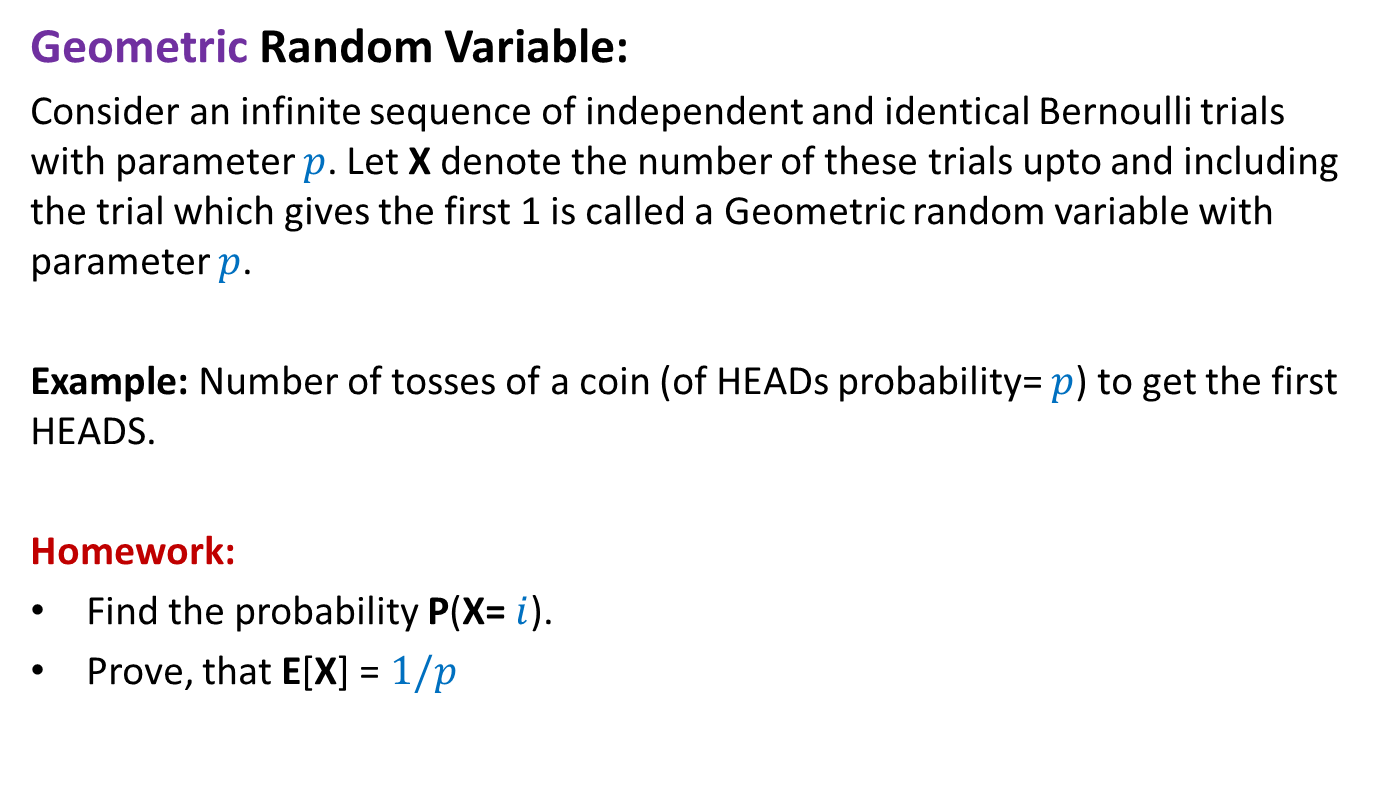 Geometric Random Variable:
Consider an infinite sequence of independent and identical Bernoulli trials
with parameter p. Let X denote the number of these trials upto and including
the trial which gives the first 1 is called a Geometric random variable with
parameter p.
Example: Number of tosses of a coin (of HEADs probability= p) to get the first
HEADS.
Homework:
• Find the probability P(X= i).
• Prove, that E[X] = 1/p